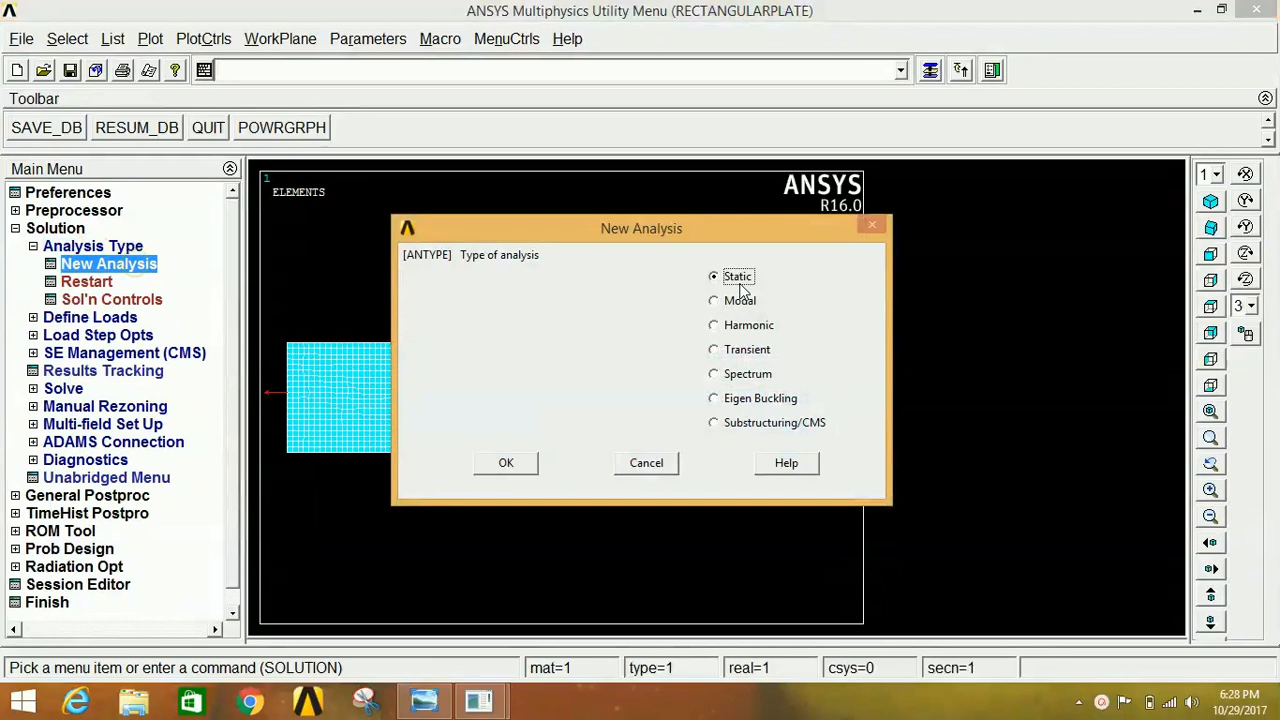 ANSYS Multiphysics Utility Menu (RECTANGULARPLATE)
File Select List Plot PlotCtrls WorkPlane Parameters Macro MenuCtrls Help
Toolbar
SAVE_DB RESUM_DB QUIT POWRGRPH
Main Menu
Preferences
Preprocessor
Solution
Analysis Type
New Analysis
Restart
Sol'n Controls
Define Loads
Load Step Opts
SE Management (CMS)
Results Tracking
Solve
Manual Rezoning
Multi-field Set Up
ADAMS Connection
Diagnostics
Unabridged Menu
General Postproc
TimeHist Postpro
ROM Tool
Prob Design
Radiation Opt
Session Editor
Finish
1
ELEMENTS
ANSYS
R16.0
New Analysis
[ANTYPE] Type of analysis
Static
Modal
Harmonic
Transient
Spectrum
Eigen Buckling
Substructuring/CMS
OK Cancel Help
1
3
Pick a menu item or enter a command (SOLUTION) mat=1 type=1 real=1 csys=0 secn=1
6:28 PM
10/29/2017